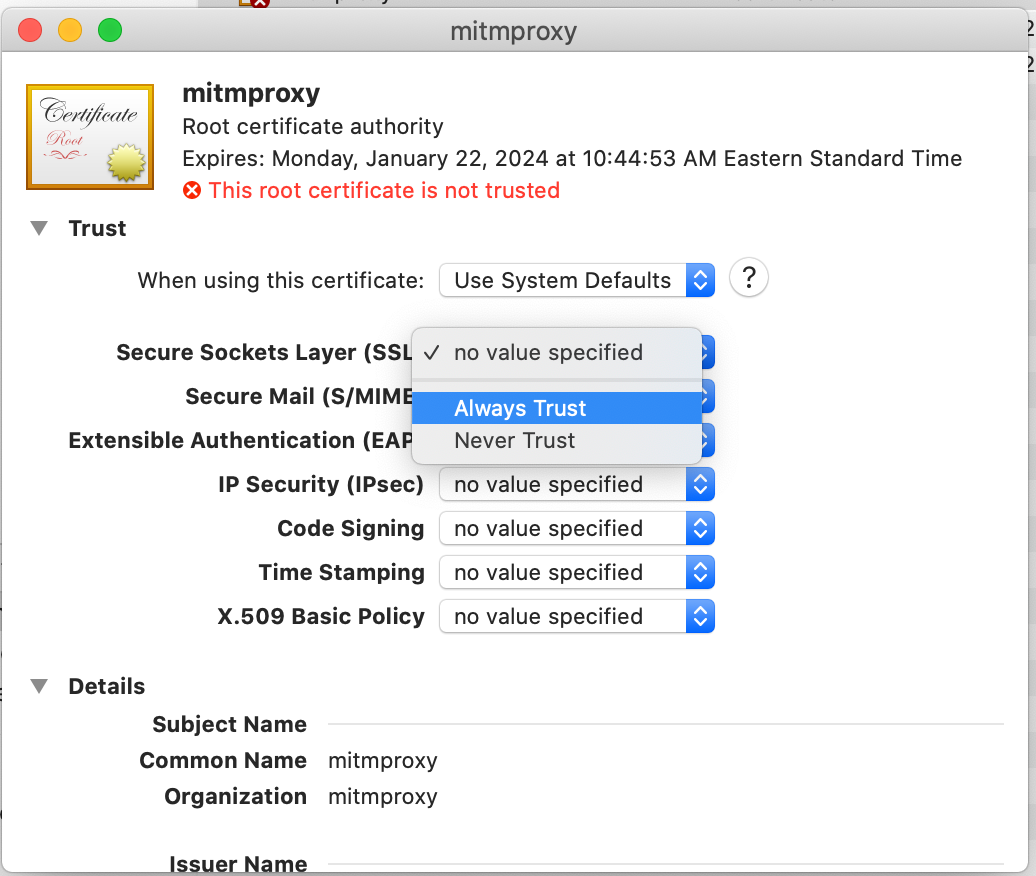 mitmproxy
Certificate
Root
mitmproxy
Root certificate authority
Expires: Monday, January 22, 2024 at 10:44:53 AM Eastern Standard Time
This root certificate is not trusted
Trust
When using this certificate: Use System Defaults ?
Secure Sockets Layer (SSL ✓ no value specified
Secure Mail (S/MIME Always Trust
Extensible Authentication (EAP Never Trust
IP Security (IPsec) no value specified
Code Signing no value specified
Time Stamping no value specified
X.509 Basic Policy no value specified
Details
Subject Name
Common Name mitmproxy
Organization mitmproxy
Issuer Name